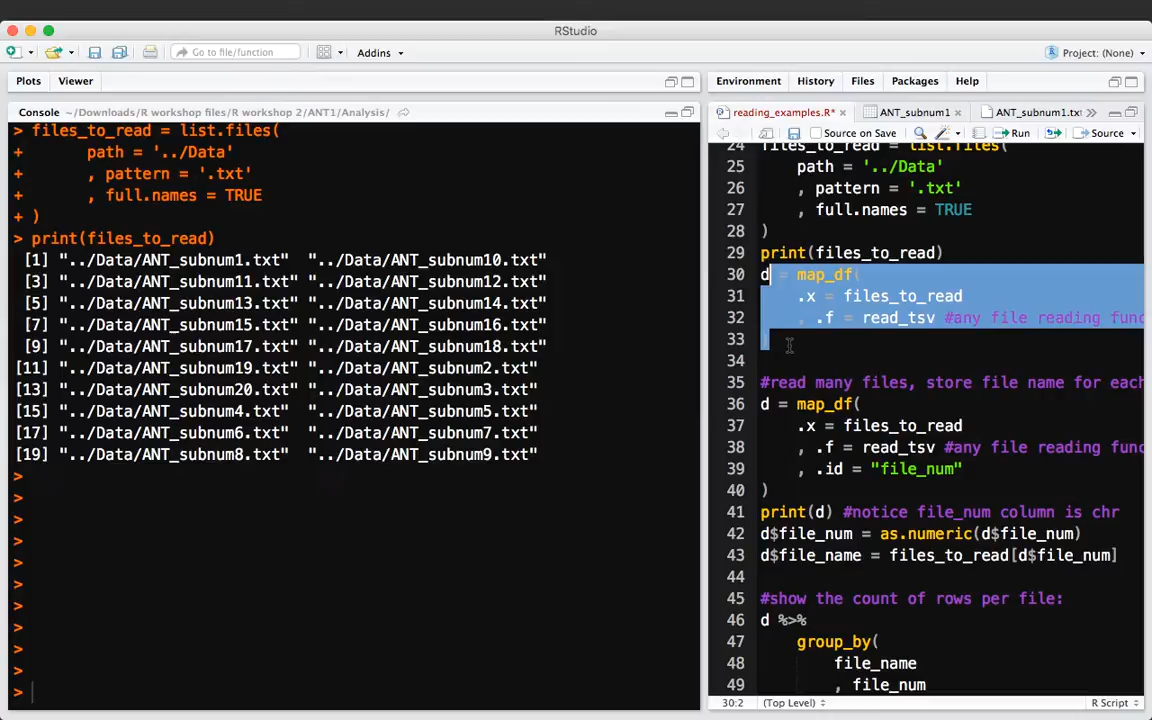 RStudio
Go to file/function
Addins
Project: (None)
Plots Viewer
Environment History Files Packages Help
Console ~/Downloads/R workshop files/R workshop 2/ANT1/Analysis/
> files_to_read = list.files(
+ path = '../Data'
+ , pattern = '.txt'
+ , full.names = TRUE
+ )
> print(files_to_read)
[1] "../Data/ANT_subnum1.txt" "../Data/ANT_subnum10.txt"
[3] "../Data/ANT_subnum11.txt" "../Data/ANT_subnum12.txt"
[5] "../Data/ANT_subnum13.txt" "../Data/ANT_subnum14.txt"
[7] "../Data/ANT_subnum15.txt" "../Data/ANT_subnum16.txt"
[9] "../Data/ANT_subnum17.txt" "../Data/ANT_subnum18.txt"
[11] "../Data/ANT_subnum19.txt" "../Data/ANT_subnum2.txt"
[13] "../Data/ANT_subnum20.txt" "../Data/ANT_subnum3.txt"
[15] "../Data/ANT_subnum4.txt" "../Data/ANT_subnum5.txt"
[17] "../Data/ANT_subnum6.txt" "../Data/ANT_subnum7.txt"
[19] "../Data/ANT_subnum8.txt" "../Data/ANT_subnum9.txt"
>
>
>
>
>
>
>
>
>
>
>
reading_examples.R* ANT_subnum1 ANT_subnum1.txt
Source on Save Run Source
24 files_to_read = list.files(
25 path = '../Data'
26 , pattern = '.txt'
27 , full.names = TRUE
28 )
29 print(files_to_read)
30 d = map_df(
31 .x = files_to_read
32 , .f = read_tsv #any file reading func
33 )
34
35 #read many files, store file name for each
36 d = map_df(
37 .x = files_to_read
38 , .f = read_tsv #any file reading func
39 , .id = "file_num"
40 )
41 print(d) #notice file_num column is chr
42 d$file_num = as.numeric(d$file_num)
43 d$file_name = files_to_read[d$file_num]
44
45 #show the count of rows per file:
46 d %>%
47 group_by(
48 file_name
49 , file_num
30:2 (Top Level) R Script